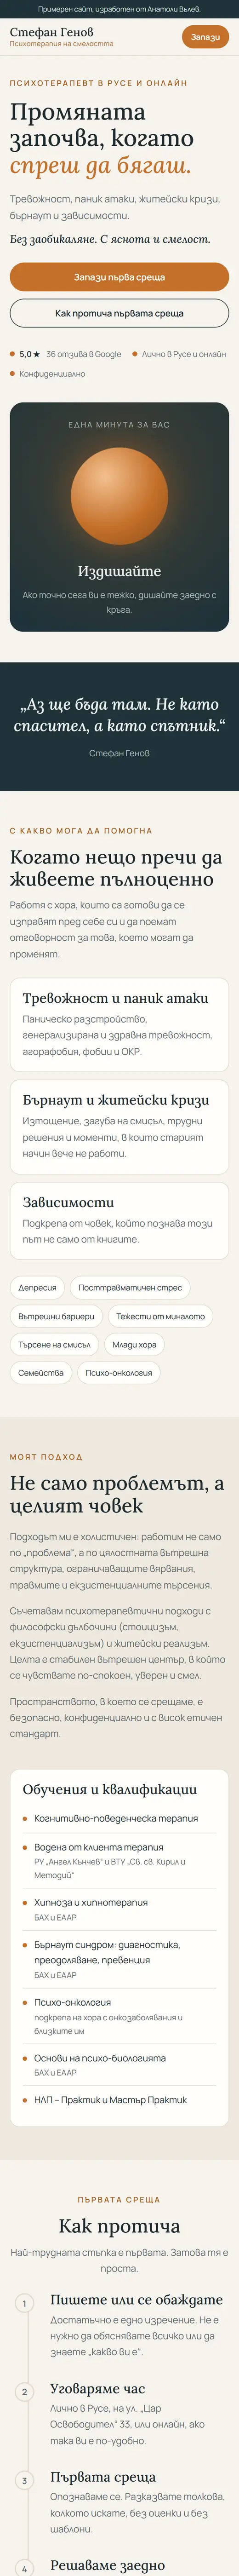 Примерен сайт, изработен от Анатоли Вълев.
Стефан Генов
Психотерапия на смелостта
Запази
ПСИХОТЕРАПЕВТ В РУСЕ И ОНЛАЙН
Промяната
започва, когато
спреш да бягаш.
Тревожност, паник атаки, житейски кризи,
бърнаут и зависимости.
Без заобикаляне. С яснота и смелост.
Запази първа среща
Как протича първата среща
5,0 ★ 36 отзива в Google
Лично в Русе и онлайн
Конфиденциално
ЕДНА МИНУТА ЗА ВАС
Издишайте
Ако точно сега ви е тежко, дишайте заедно с
кръга.
„Аз ще бъда там. Не като
спасител, а като спътник.“
Стефан Генов
С КАКВО МОГА ДА ПОМОГНА
Когато нещо пречи да
живеете пълноценно
Работя с хора, които са готови да се
изправят пред себе си и да поемат
отговорност за това, което могат да
променят.
Тревожност и паник атаки
Паническо разстройство,
генерализирана и здравна тревожност,
агорафобия, фобии и ОКР.
Бърнаут и житейски кризи
Изтощение, загуба на смисъл, трудни
решения и моменти, в които старият
начин вече не работи.
Зависимости
Подкрепа от човек, който познава този
път не само от книгите.
Депресия
Посттравматичен стрес
Вътрешни бариери
Тежести от миналото
Търсене на смисъл
Млади хора
Семейства
Психо-онкология
МОЯТ ПОДХОД
Не само проблемът, а
целият човек
Подходът ми е холистичен: работим не само
по „проблема“, а по цялостната вътрешна
структура, ограничаващите вярвания,
травмите и екзистенциалните търсения.
Съчетавам психотерапевтични подходи с
философски дълбочини (стоицизъм,
екзистенциализъм) и житейски реализъм.
Целта е стабилен вътрешен център, в който
се чувствате по-спокоен, уверен и смел.
Пространството, в което се срещаме, е
безопасно, конфиденциално и с висок етичен
стандарт.
Обучения и квалификации
Когнитивно-поведенческа терапия
Водена от клиента терапия
РУ „Ангел Кънчев“ и ВТУ „Св. св. Кирил и
Методий“
Хипноза и хипнотерапия
БАХ и ЕААР
Бърнаут синдром: диагностика,
преодоляване, превенция
БАХ и ЕААР
Психо-онкология
подкрепа на хора с онкозаболявания и
близките им
Основи на психо-биологията
БАХ и ЕААР
НЛП – Практик и Мастър Практик
ПЪРВАТА СРЕЩА
Как протича
Най-трудната стъпка е първата. Затова тя е
проста.
1
Пишете или се обаждате
Достатъчно е едно изречение. Не е
нужно да обяснявате всичко или да
знаете „какво ви е“.
2
Уговаряме час
Лично в Русе, на ул. „Цар
Освободител“ 33, или онлайн, ако
така ви е по-удобно.
3
Първата среща
Опознаваме се. Разказвате толкова,
колкото искате, без оценки и без
шаблони.
4
Решаваме заедно